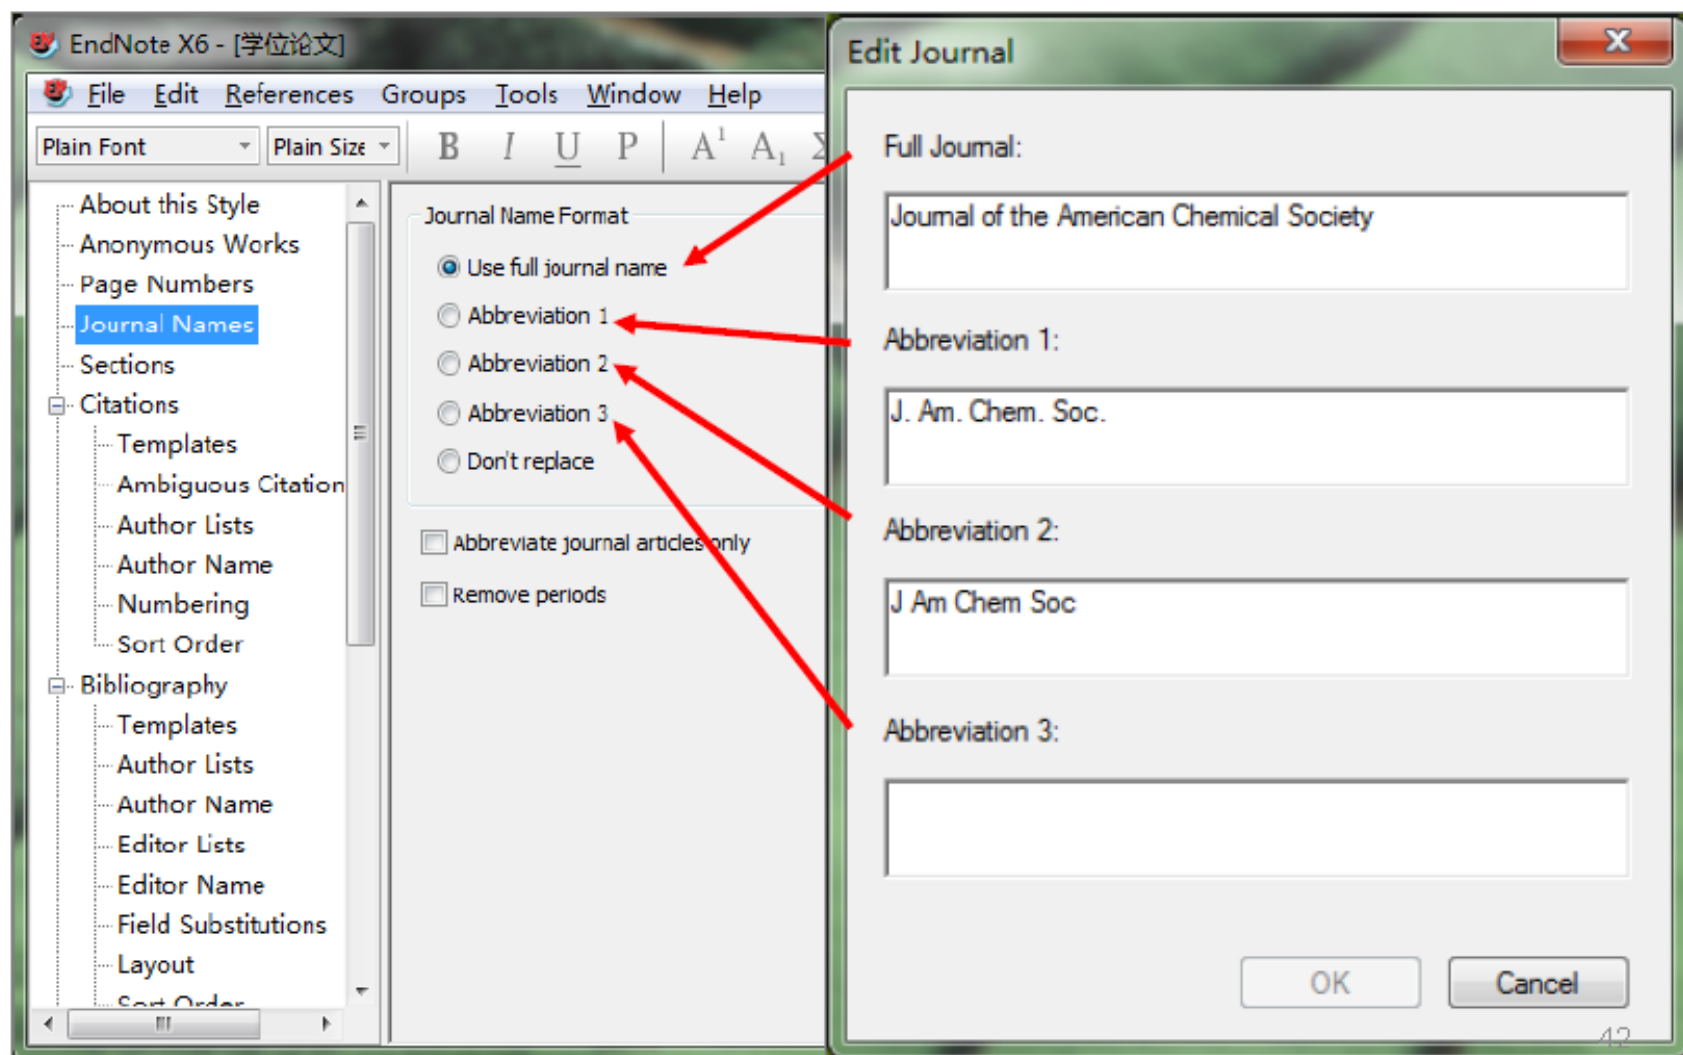 EndNote X6 - [学位论文]
File Edit References Groups Tools Window Help
Plain Font Plain Size B I U P A1 A1 Σ
About this Style
Anonymous Works
Page Numbers
Journal Names
Sections
Citations
Templates
Ambiguous Citation
Author Lists
Author Name
Numbering
Sort Order
Bibliography
Templates
Author Lists
Author Name
Editor Lists
Editor Name
Field Substitutions
Layout
Sort Order
Journal Name Format
Use full journal name
Abbreviation 1
Abbreviation 2
Abbreviation 3
Don't replace
Abbreviate journal articles only
Remove periods
Edit Journal
Full Journal:
Journal of the American Chemical Society
Abbreviation 1:
J. Am. Chem. Soc.
Abbreviation 2:
J Am Chem Soc
Abbreviation 3:
OK Cancel
42